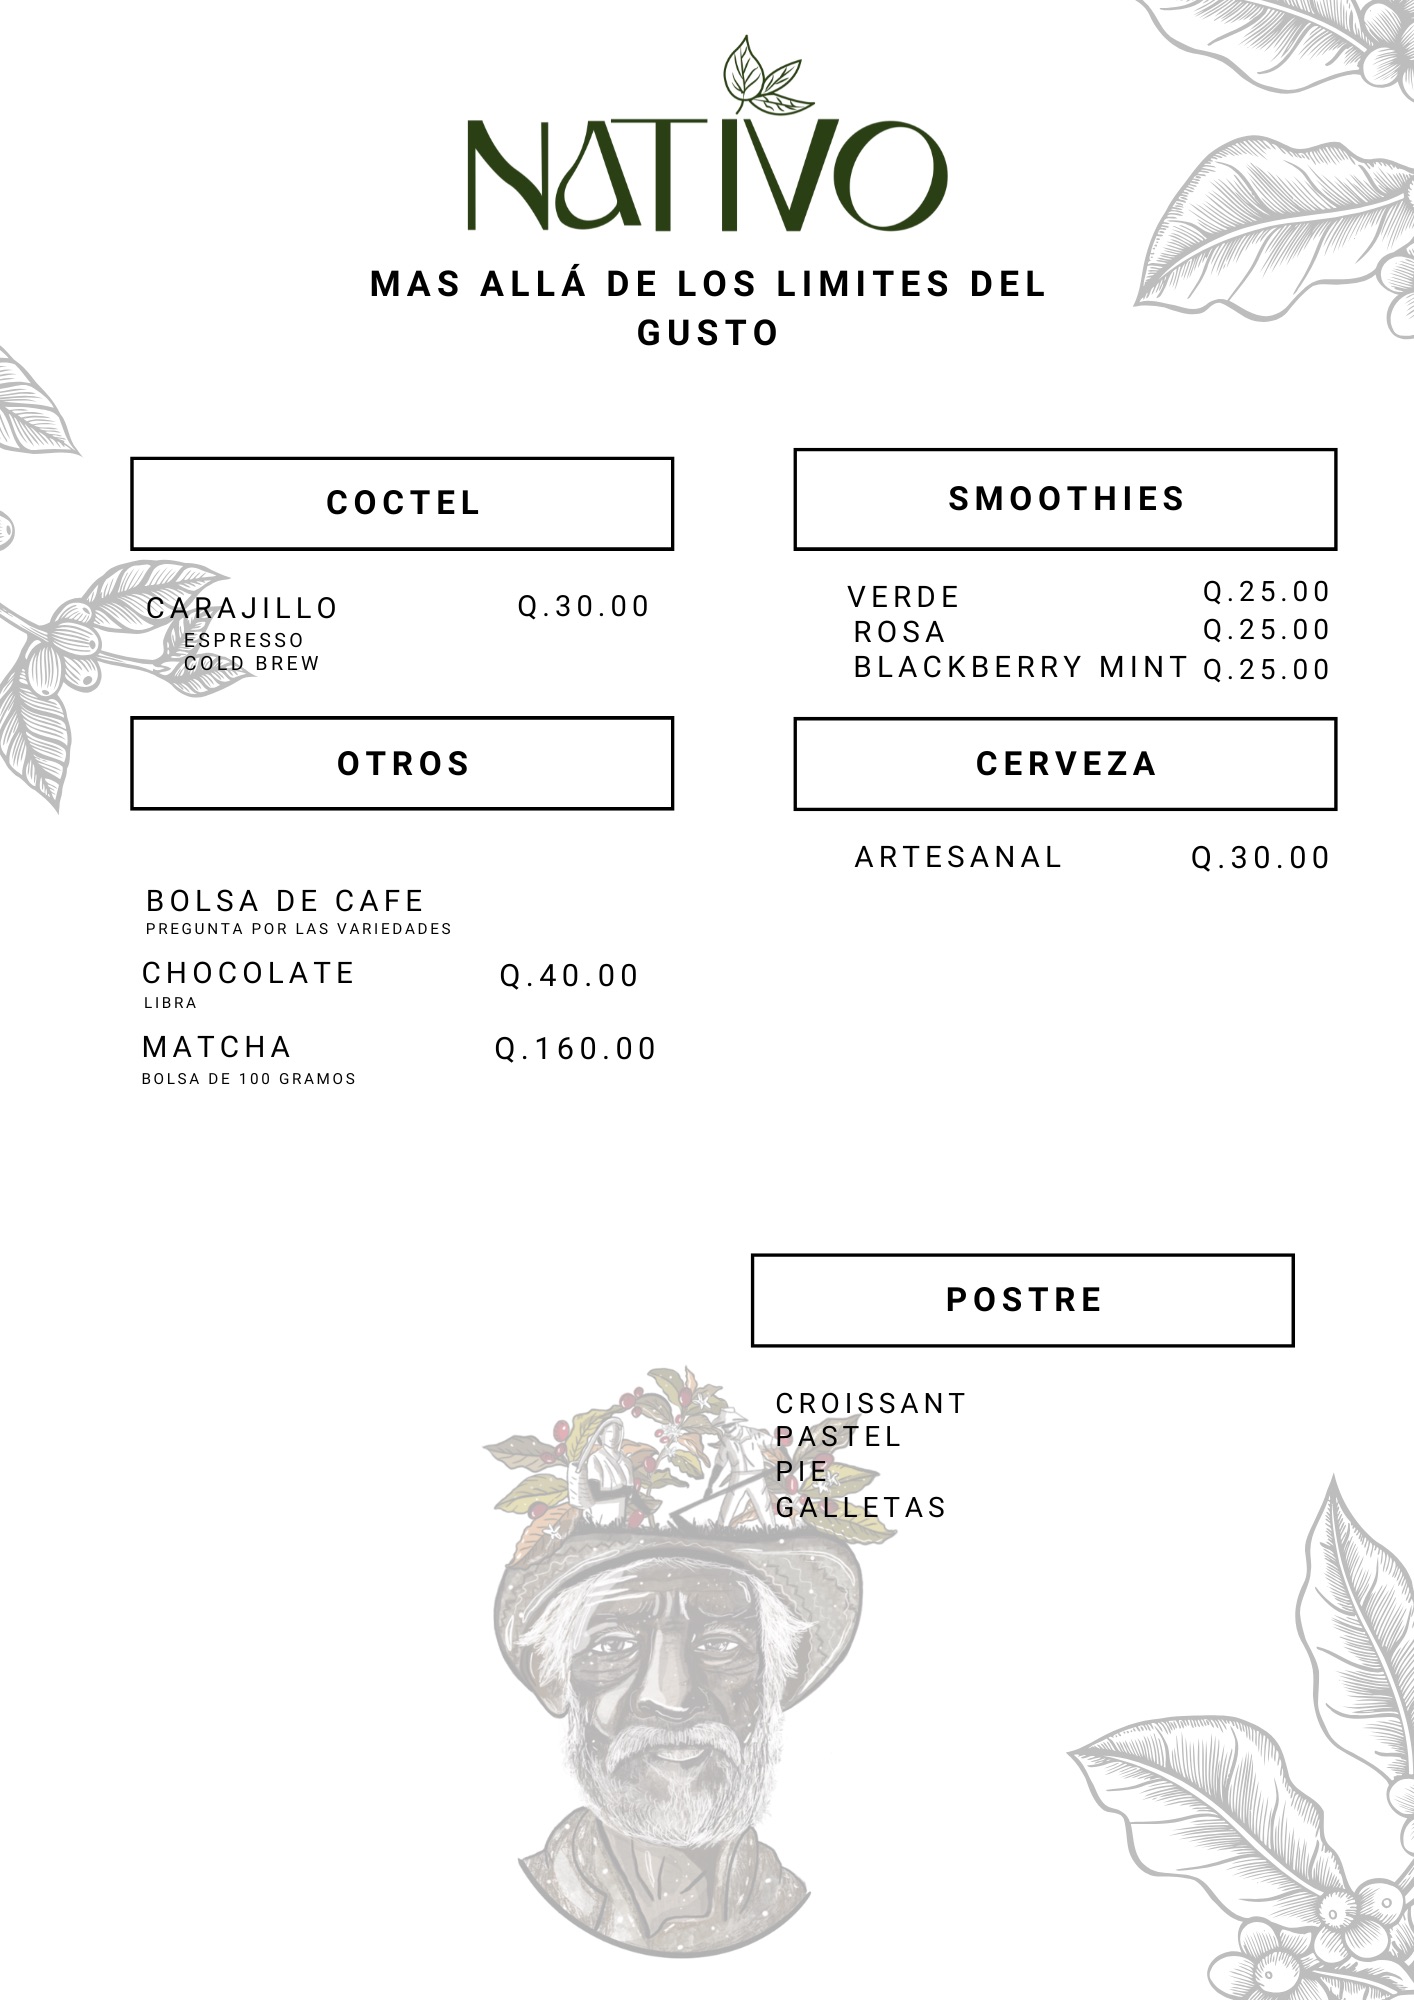 NATIVO
MAS ALLÁ DE LOS LIMITES DEL
GUSTO
COCTEL
CARAJILLO Q.30.00
ESPRESSO
COLD BREW
SMOOTHIES
VERDE Q.25.00
ROSA Q.25.00
BLACKBERRY MINT Q.25.00
OTROS
BOLSA DE CAFE
PREGUNTA POR LAS VARIEDADES
CHOCOLATE Q.40.00
LIBRA
MATCHA Q.160.00
BOLSA DE 100 GRAMOS
CERVEZA
ARTESANAL Q.30.00
POSTRE
CROISSANT
PASTEL
PIE
GALLETAS